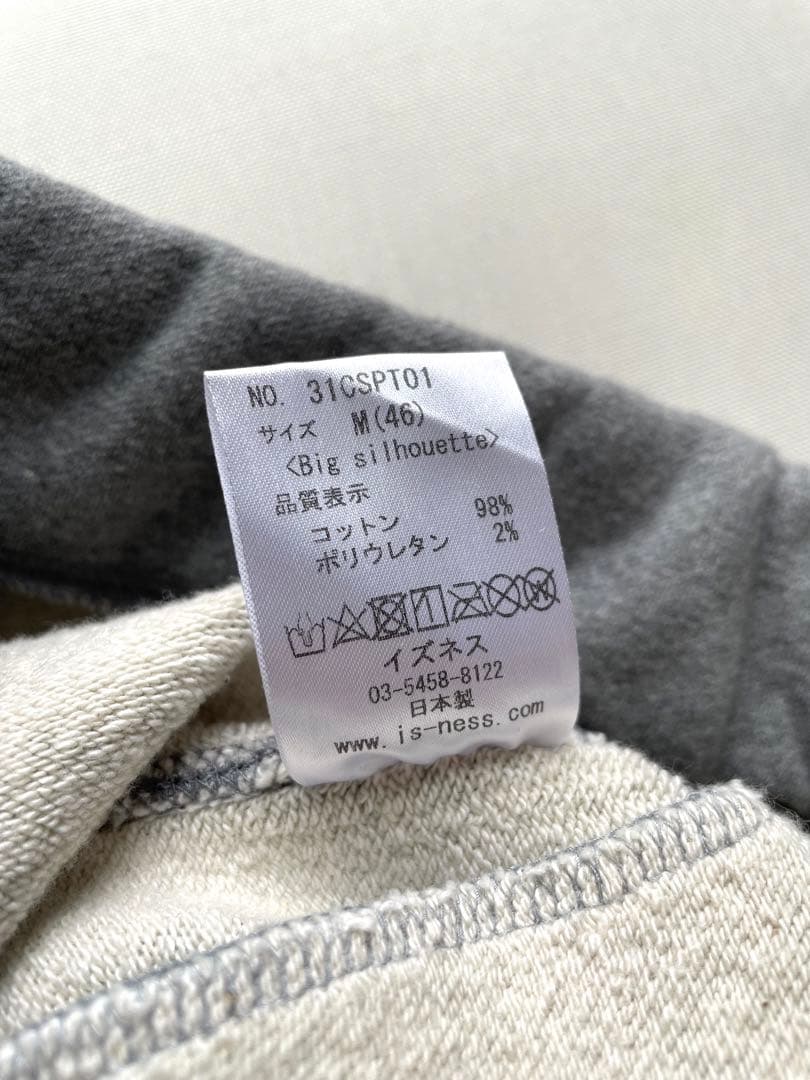 NO. 31CSPT01
サイズ M(46)
<Big silhouette>
品質表示
コットン 98%
ポリウレタン 2%
イズネス
03-5458-8122
日本製
www.is-ness.com